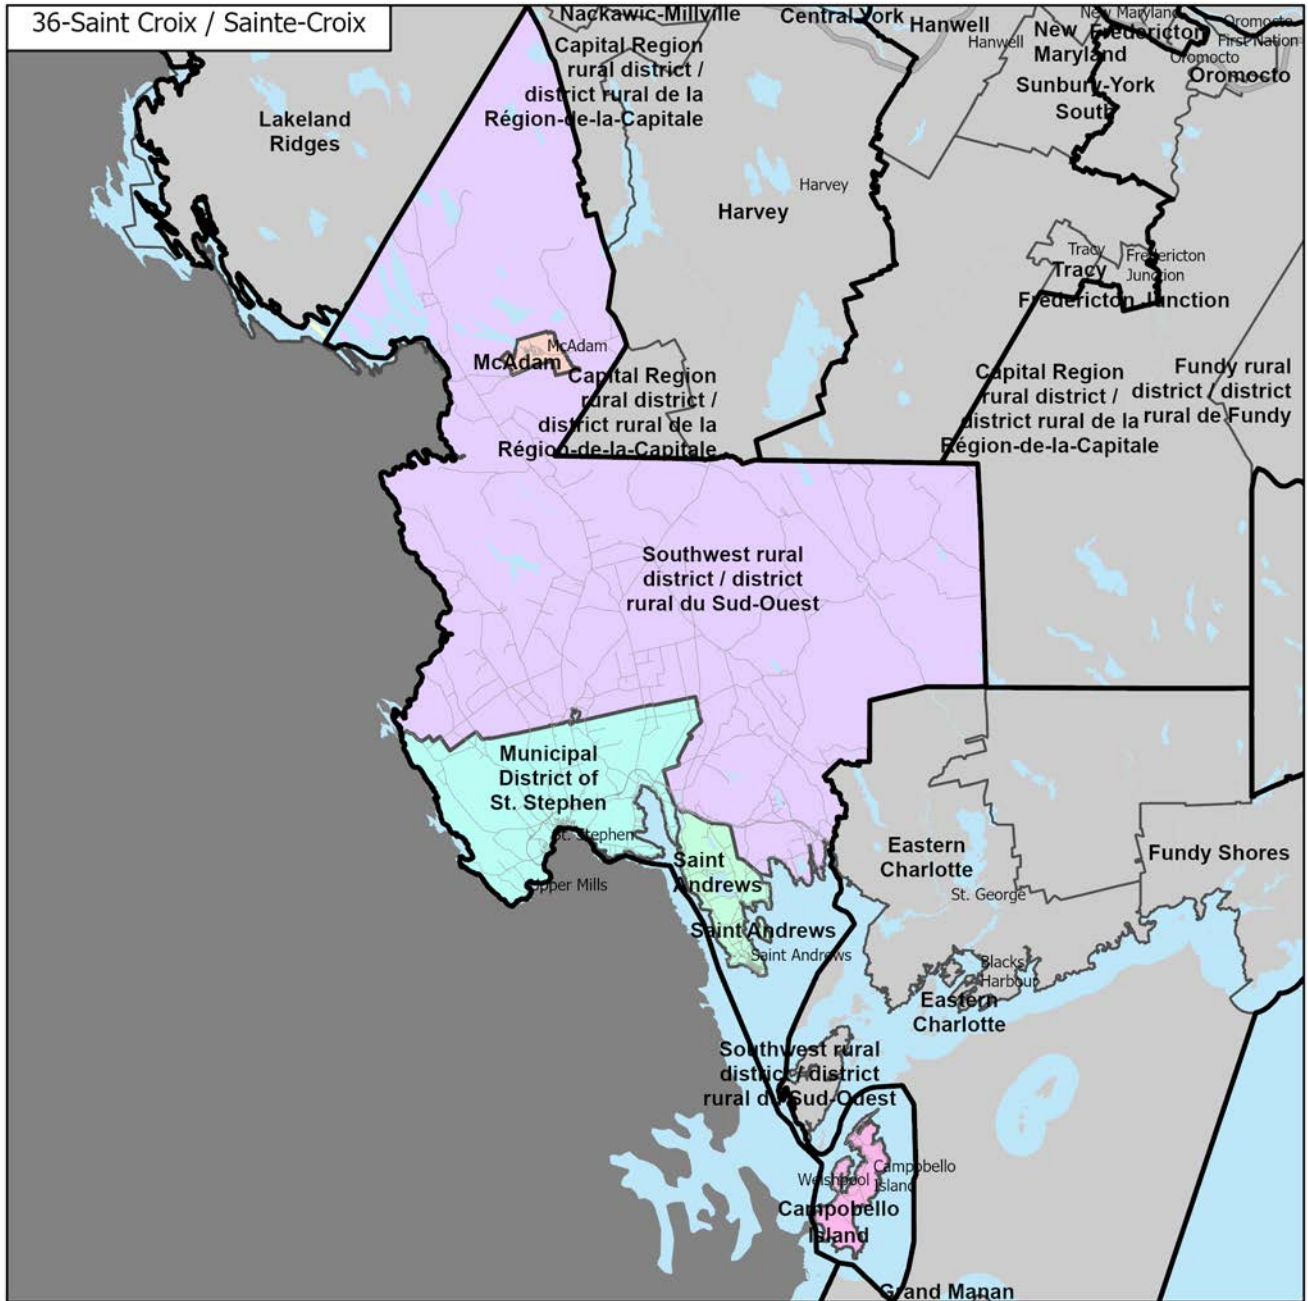 36-Saint Croix / Sainte-Croix
Nackawic-Millville
Central York
Hanwell
Hanwell
New Maryland
New
Maryland
Fredericton
Oromocto
First Nation
Oromocto
Oromocto
Capital Region
rural district /
district rural de la
Région-de-la-Capitale
Sunbury-York
South
Lakeland
Ridges
Harvey
Harvey
Tracy
Tracy
Fredericton
Junction
Fredericton Junction
McAdam
McAdam
Capital Region
rural district /
district rural de la
Région-de-la-Capitale
Capital Region
rural district /
district rural de la
Région-de-la-Capitale
Fundy rural
district / district
rural de Fundy
Southwest rural
district / district
rural du Sud-Ouest
Municipal
District of
St. Stephen
St. Stephen
Upper Mills
Saint
Andrews
Saint Andrews
Saint Andrews
Eastern
Charlotte
St. George
Fundy Shores
Blacks
Harbour
Eastern
Charlotte
Southwest rural
district / district
rural du Sud-Ouest
Campobello
Island
Welshpool
Campobello
Island
Grand Manan